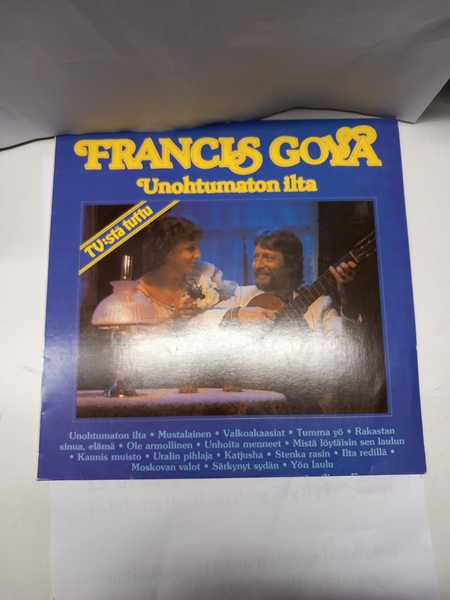 FRANCIS GOYA
Unohtumaton ilta
TV:stä tuttu
Unohtumaton ilta • Mustalainen • Valkoakaasiat • Tumma yö • Rakastan
sinua, elämä • Ole armollinen • Unhoita menneet • Mistä löytäisin sen laulun
• Kaunis muisto • Uralin pihlaja • Katjusha • Stenka rasin • Ilta redillä •
Moskovan valot • Särkynyt sydän • Yön laulu